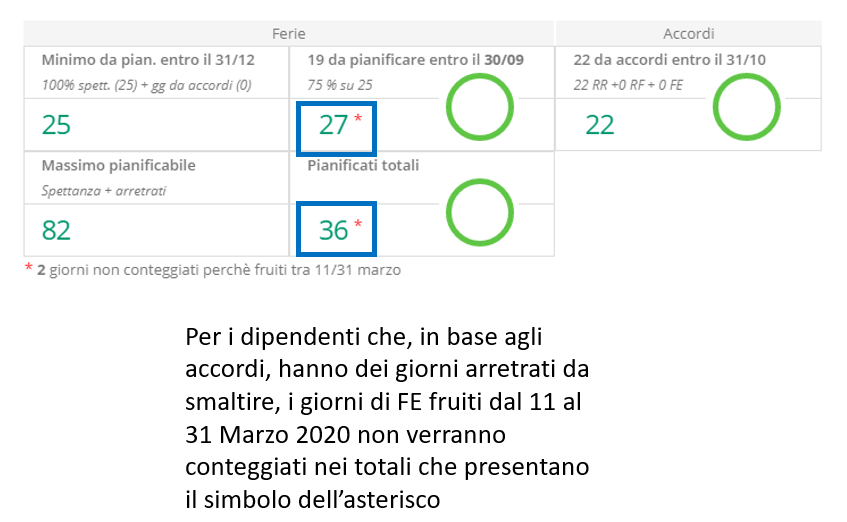 Ferie Accordi
Minimo da pian. entro il 31/12 19 da pianificare entro il 30/09 22 da accordi entro il 31/10
100% spett. (25) + gg da accordi (0) 75 % su 25 22 RR +0 RF + 0 FE
25 27 * 22
Massimo pianificabile Pianificati totali
Spettanza + arretrati
82 36 *
* 2 giorni non conteggiati perchè fruiti tra 11/31 marzo
Per i dipendenti che, in base agli
accordi, hanno dei giorni arretrati da
smaltire, i giorni di FE fruiti dal 11 al
31 Marzo 2020 non verranno
conteggiati nei totali che presentano
il simbolo dell’asterisco